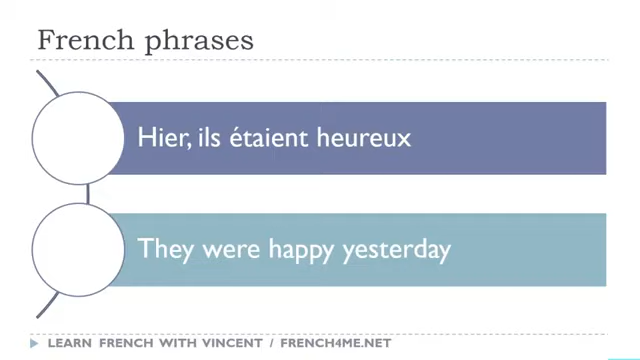 French phrases
Hier, ils étaient heureux
They were happy yesterday
LEARN FRENCH WITH VINCENT / FRENCH4ME.NET